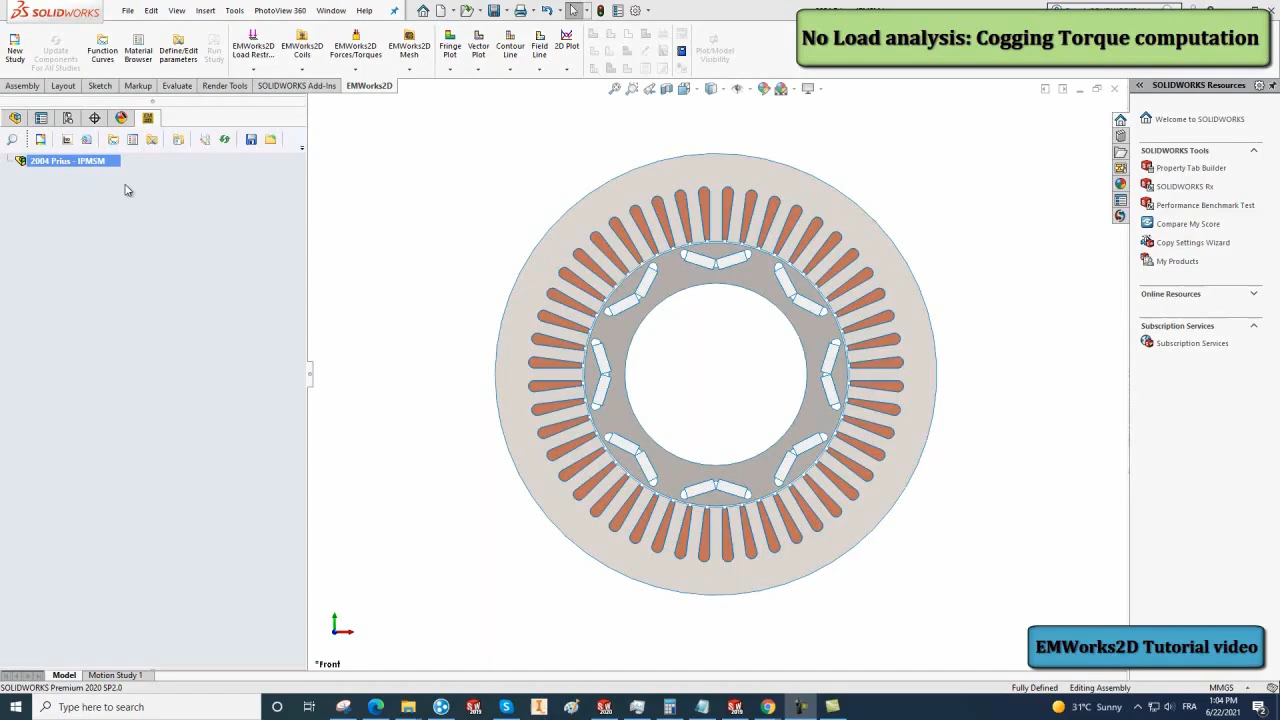 SOLIDWORKS
File
Edit
View
Insert
Tools
PhotoView 360
Window
Help
No Load analysis: Cogging Torque computation
New
Study
Update
Components
For All Studies
Function
Curves
Material
Browser
Define/Edit
parameters
Run
Study
EMWorks2D
Load Restr...
EMWorks2D
Coils
EMWorks2D
Forces/Torques
EMWorks2D
Mesh
Fringe
Plot
Vector
Plot
Contour
Line
Field
Line
2D Plot
Plot/Model
Visibility
Assembly
Layout
Sketch
Markup
Evaluate
Render Tools
SOLIDWORKS Add-Ins
EMWorks2D
SOLIDWORKS Resources
2004 Prius - IPMSM
Welcome to SOLIDWORKS
SOLIDWORKS Tools
Property Tab Builder
SOLIDWORKS Rx
Performance Benchmark Test
Compare My Score
Copy Settings Wizard
My Products
Online Resources
Subscription Services
Subscription Services
*Front
EMWorks2D Tutorial video
Model
Motion Study 1
SOLIDWORKS Premium 2020 SP2.0
Fully Defined
Editing Assembly
MMGS
Type here to search
31°C Sunny
FR
1:04 PM
6/22/2021